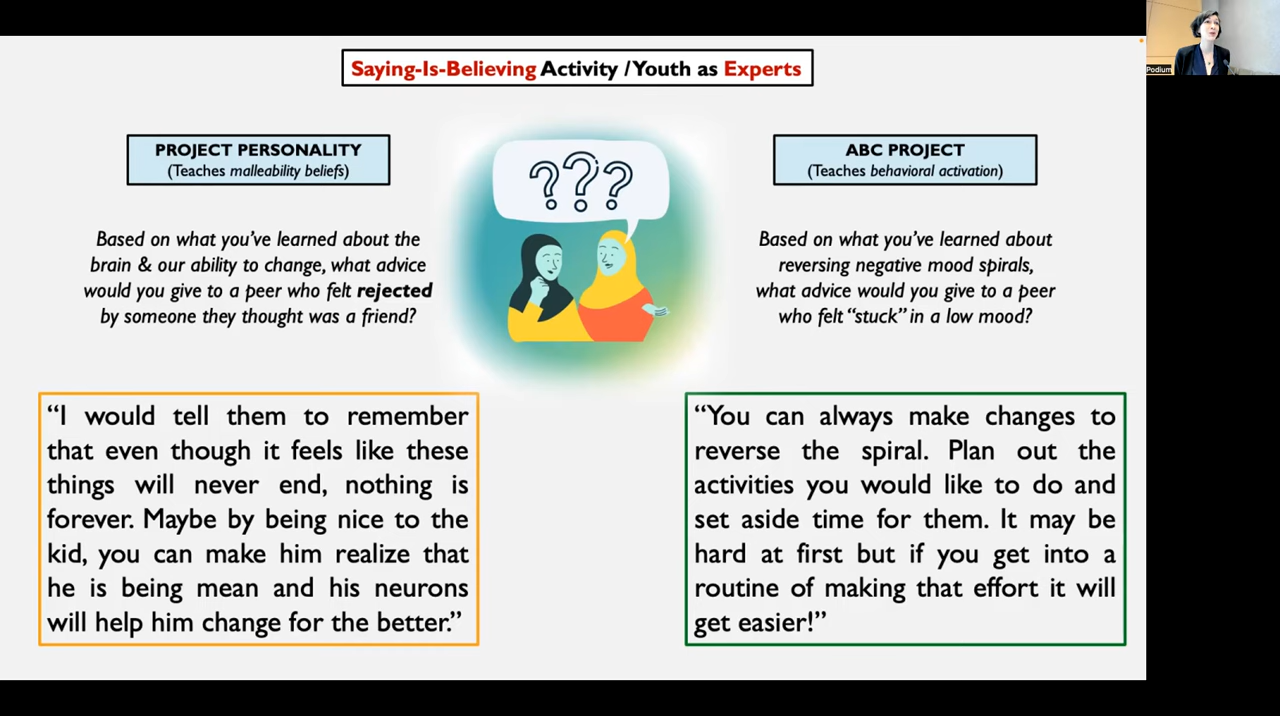 Saying-Is-Believing Activity / Youth as Experts
Podium
PROJECT PERSONALITY
(Teaches malleability beliefs)
Based on what you’ve learned about the
brain & our ability to change, what advice
would you give to a peer who felt rejected
by someone they thought was a friend?
“I would tell them to remember
that even though it feels like these
things will never end, nothing is
forever. Maybe by being nice to the
kid, you can make him realize that
he is being mean and his neurons
will help him change for the better.”
???
ABC PROJECT
(Teaches behavioral activation)
Based on what you’ve learned about
reversing negative mood spirals,
what advice would you give to a peer
who felt “stuck” in a low mood?
“You can always make changes to
reverse the spiral. Plan out the
activities you would like to do and
set aside time for them. It may be
hard at first but if you get into a
routine of making that effort it will
get easier!”